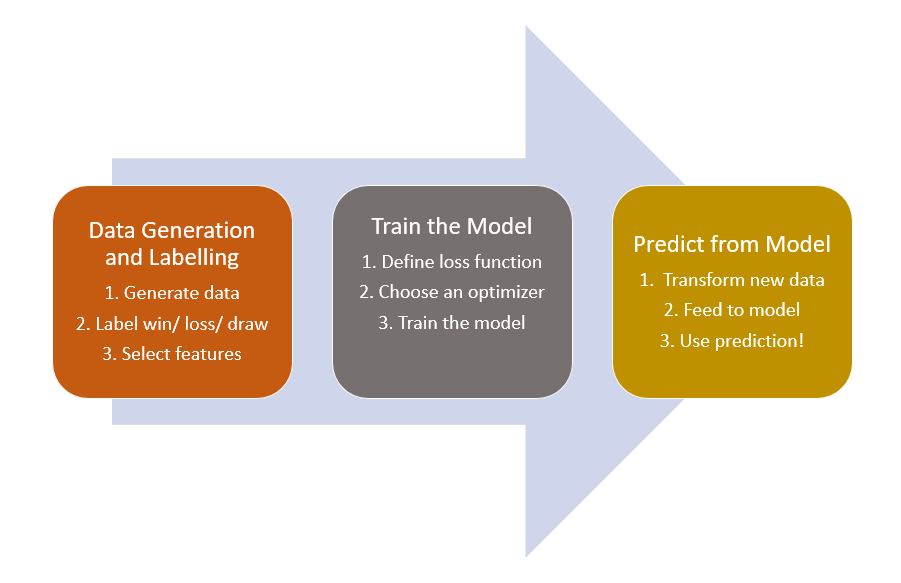 Data Generation
and Labelling
1. Generate data
2. Label win/ loss/ draw
3. Select features
Train the Model
1. Define loss function
2. Choose an optimizer
3. Train the model
Predict from Model
1. Transform new data
2. Feed to model
3. Use prediction!